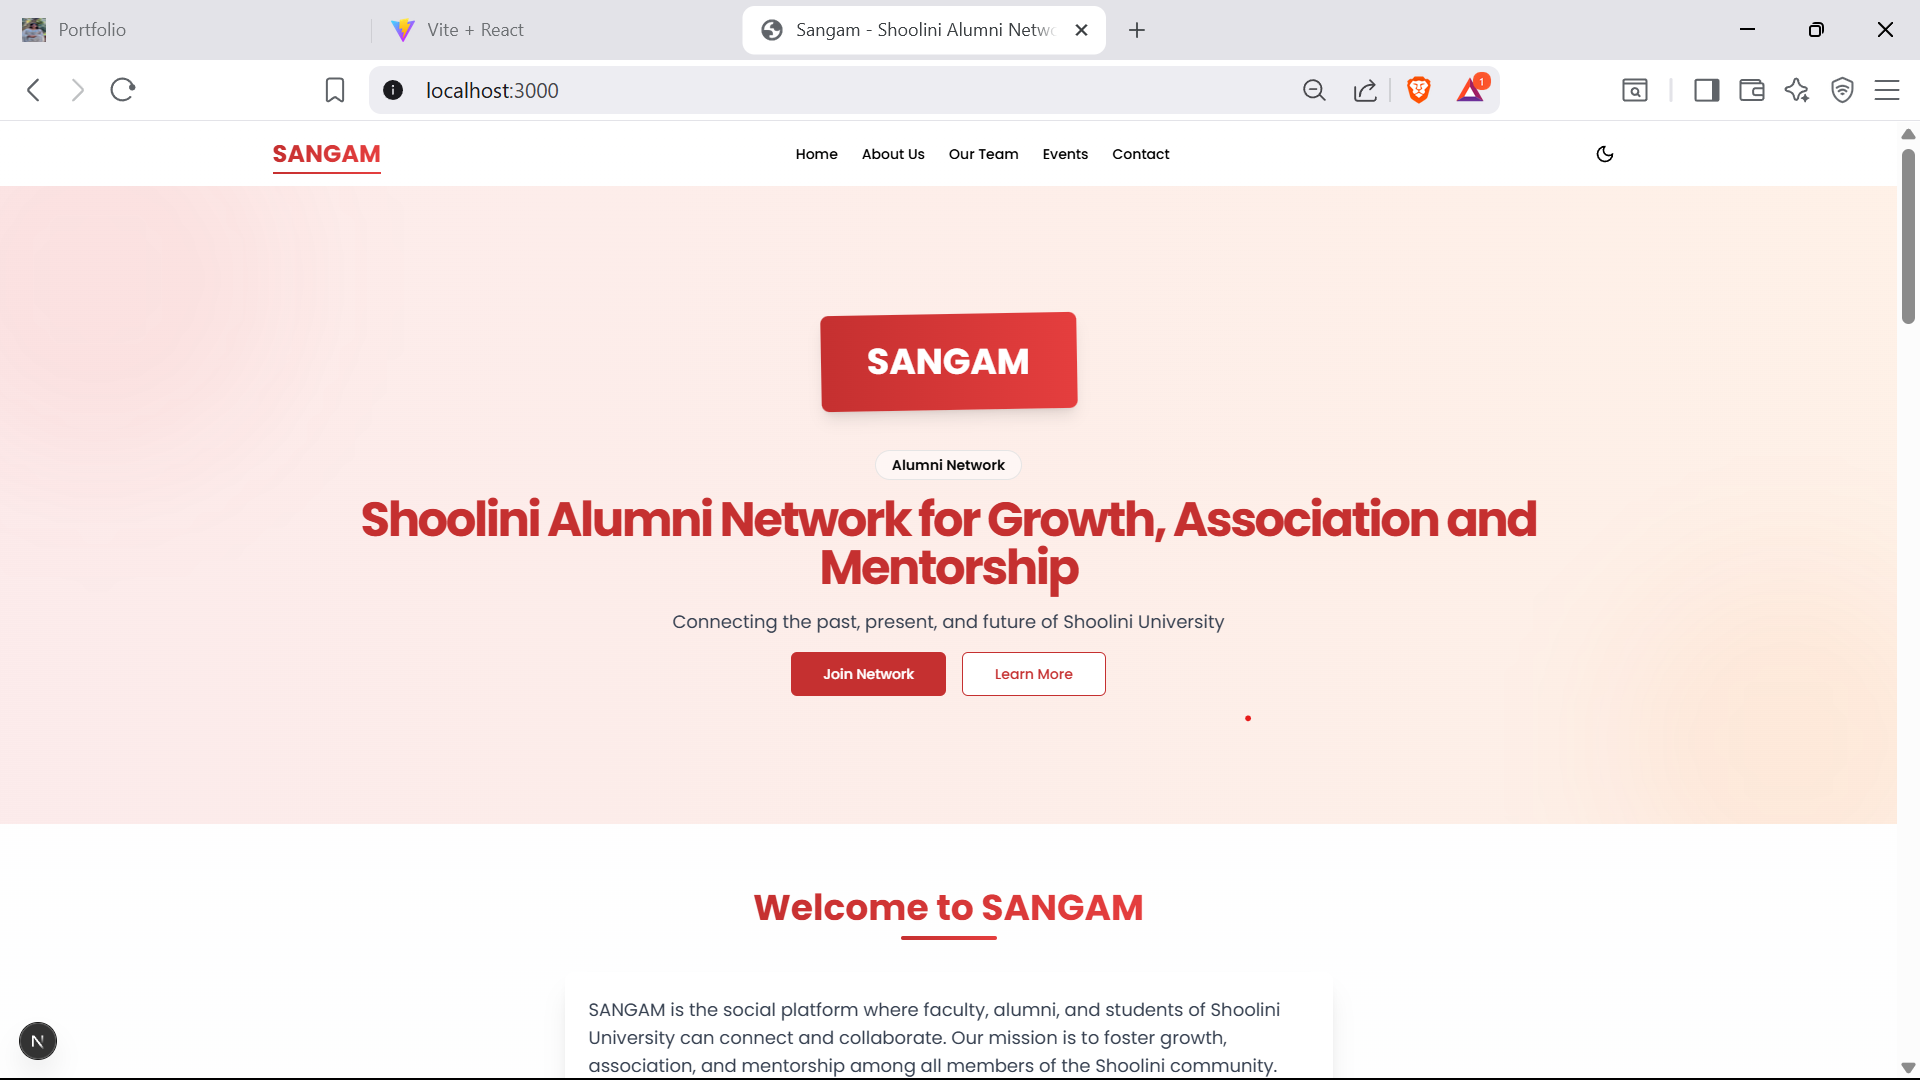 Portfolio
Vite + React
Sangam - Shoolini Alumni Netw
localhost:3000
1
SANGAM
Home About Us Our Team Events Contact
SANGAM
Alumni Network
Shoolini Alumni Network for Growth, Association and
Mentorship
Connecting the past, present, and future of Shoolini University
Join Network Learn More
Welcome to SANGAM
SANGAM is the social platform where faculty, alumni, and students of Shoolini
University can connect and collaborate. Our mission is to foster growth,
association, and mentorship among all members of the Shoolini community.
N